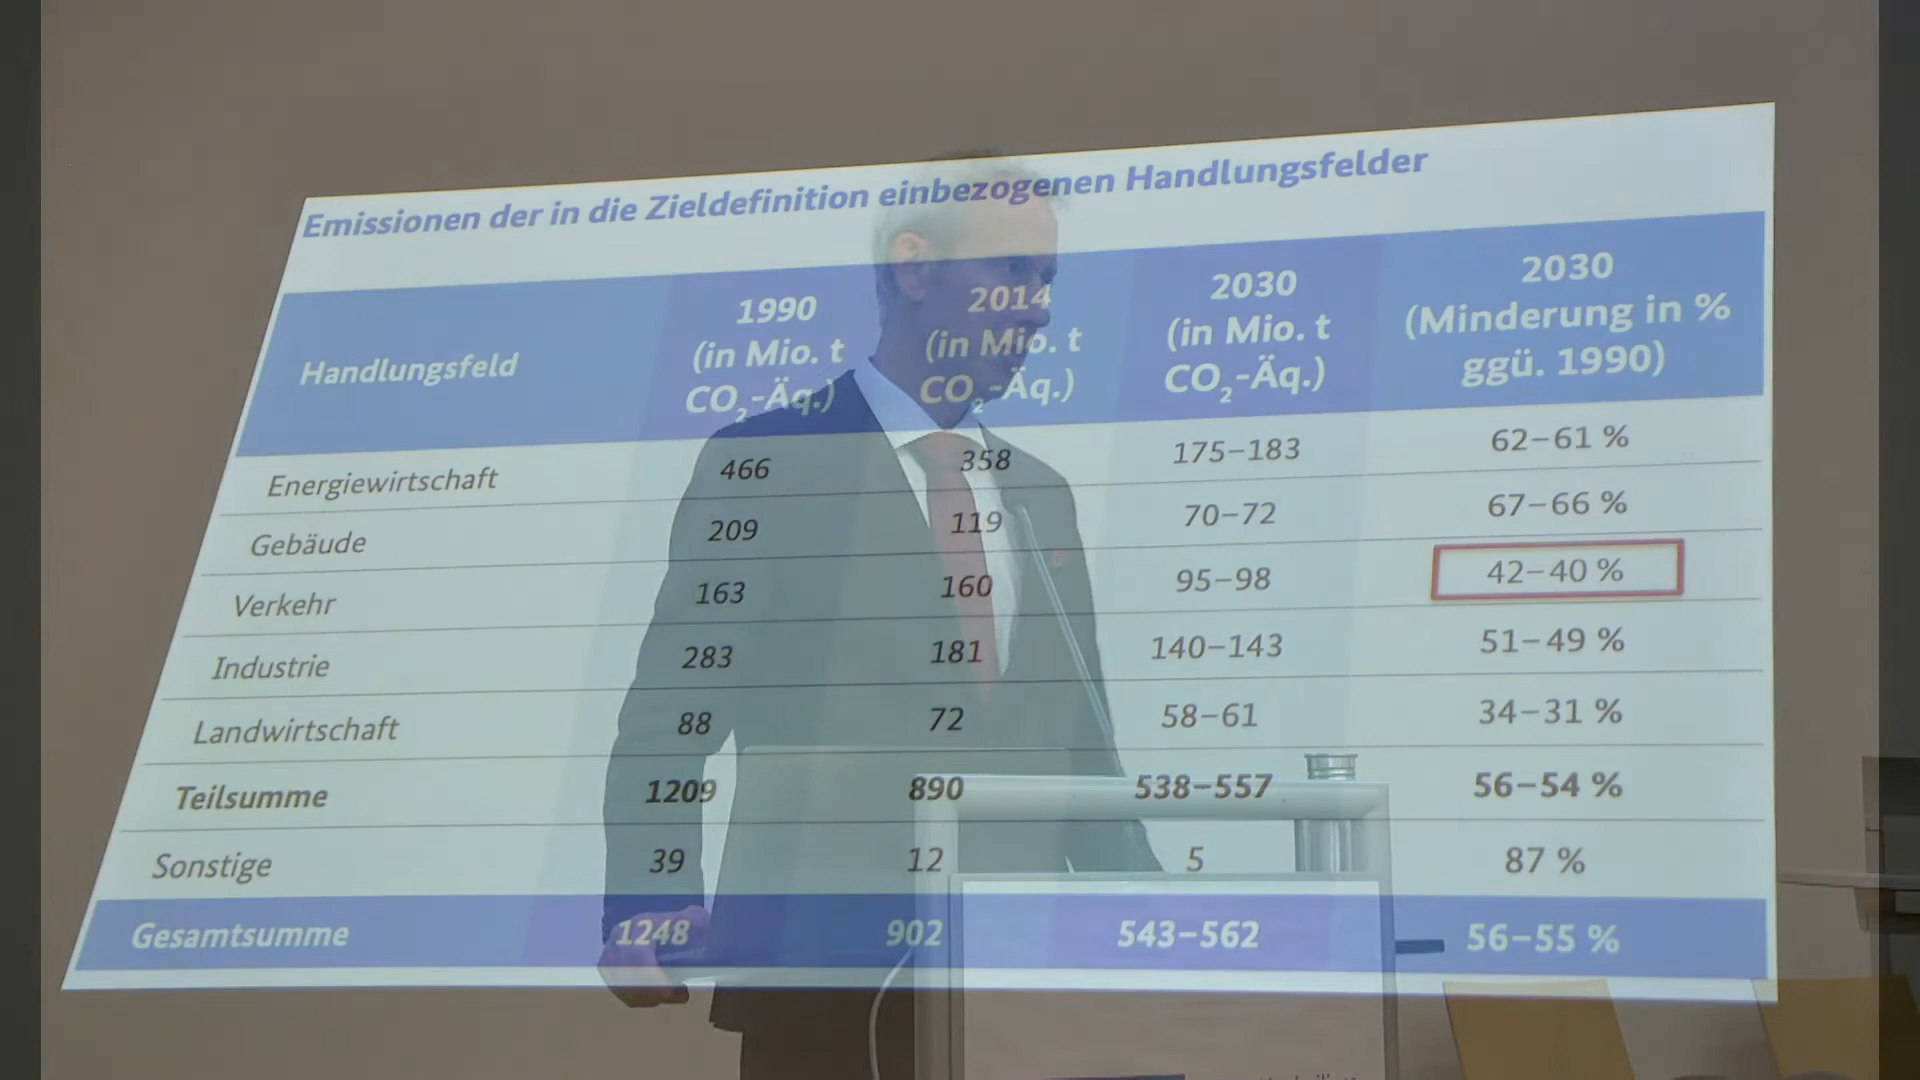 Emissionen der in die Zieldefinition einbezogenen Handlungsfelder
Handlungsfeld 1990 (in Mio. t CO₂-Äq.) 2014 (in Mio. t CO₂-Äq.) 2030 (in Mio. t CO₂-Äq.) 2030 (Minderung in % ggü. 1990)
Energiewirtschaft 466 358 175–183 62–61 %
Gebäude 209 119 70–72 67–66 %
Verkehr 163 160 95–98 42–40 %
Industrie 283 181 140–143 51–49 %
Landwirtschaft 88 72 58–61 34–31 %
Teilsumme 1209 890 538–557 56–54 %
Sonstige 39 12 5 87 %
Gesamtsumme 1248 902 543–562 56–55 %